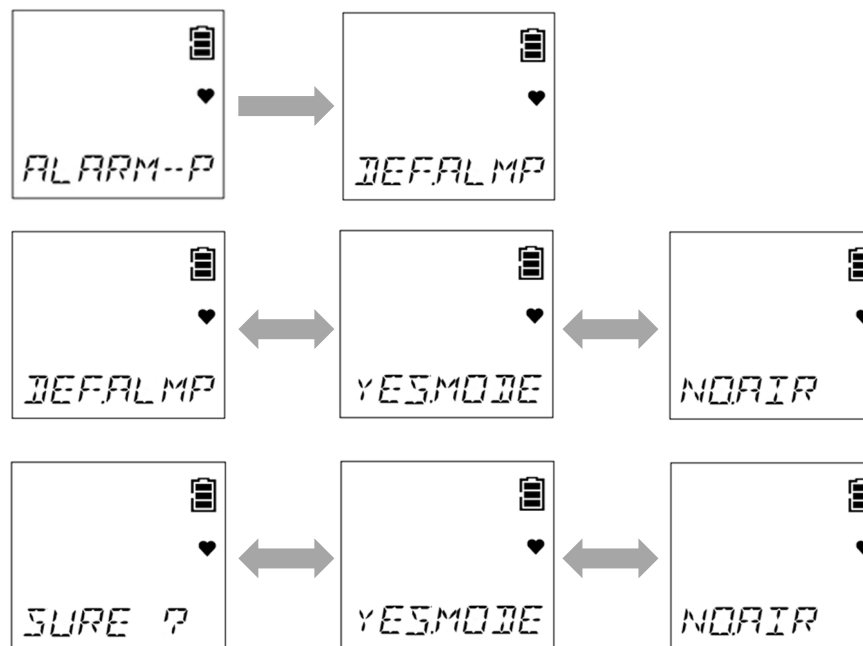 ALARM--P
DEF.ALMP
DEF.ALMP
YES.MODE
NO.AIR
SURE ?
YES.MODE
NO.AIR